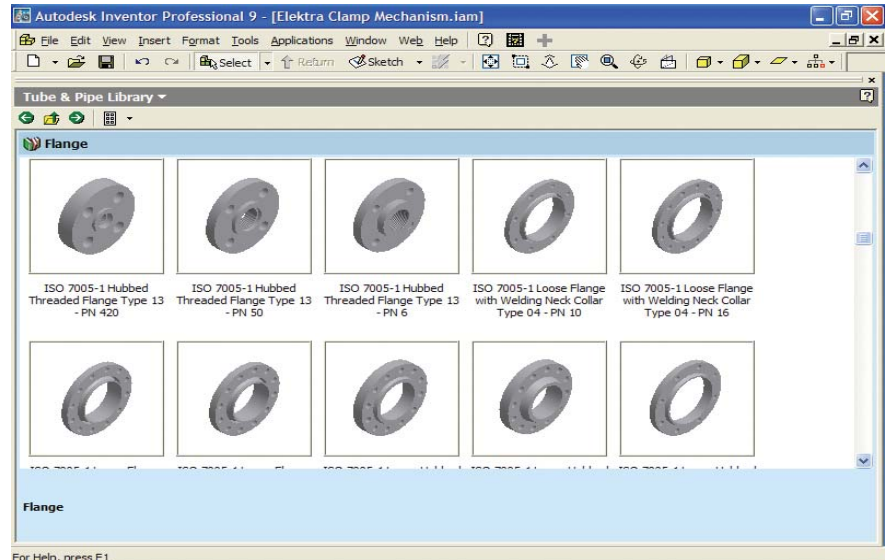 Autodesk Inventor Professional 9 - [Elektra Clamp Mechanism.iam]
File Edit View Insert Format Tools Applications Window Web Help
Select Return Sketch
Tube & Pipe Library
Flange
ISO 7005-1 Hubbed
Threaded Flange Type 13
- PN 420
ISO 7005-1 Hubbed
Threaded Flange Type 13
- PN 50
ISO 7005-1 Hubbed
Threaded Flange Type 13
- PN 6
ISO 7005-1 Loose Flange
with Welding Neck Collar
Type 04 - PN 10
ISO 7005-1 Loose Flange
with Welding Neck Collar
Type 04 - PN 16
Flange
For Help, press F1